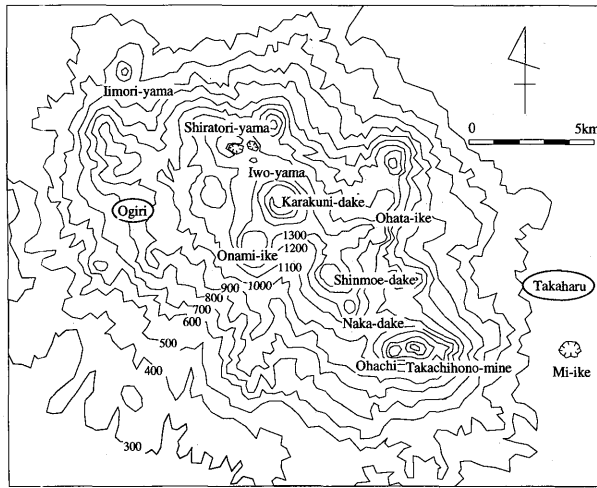 Iimori-yama
0 5km
Shiratori-yama
Iwo-yama
Karakuni-dake
Ogiri
Ohata-ike
1300
1200
Onami-ike
1100
Shinmoe-dake
1000
900
Takaharu
800
700
600
Naka-dake
500
Ohachi
Takachihono-mine
Mi-ike
400
300